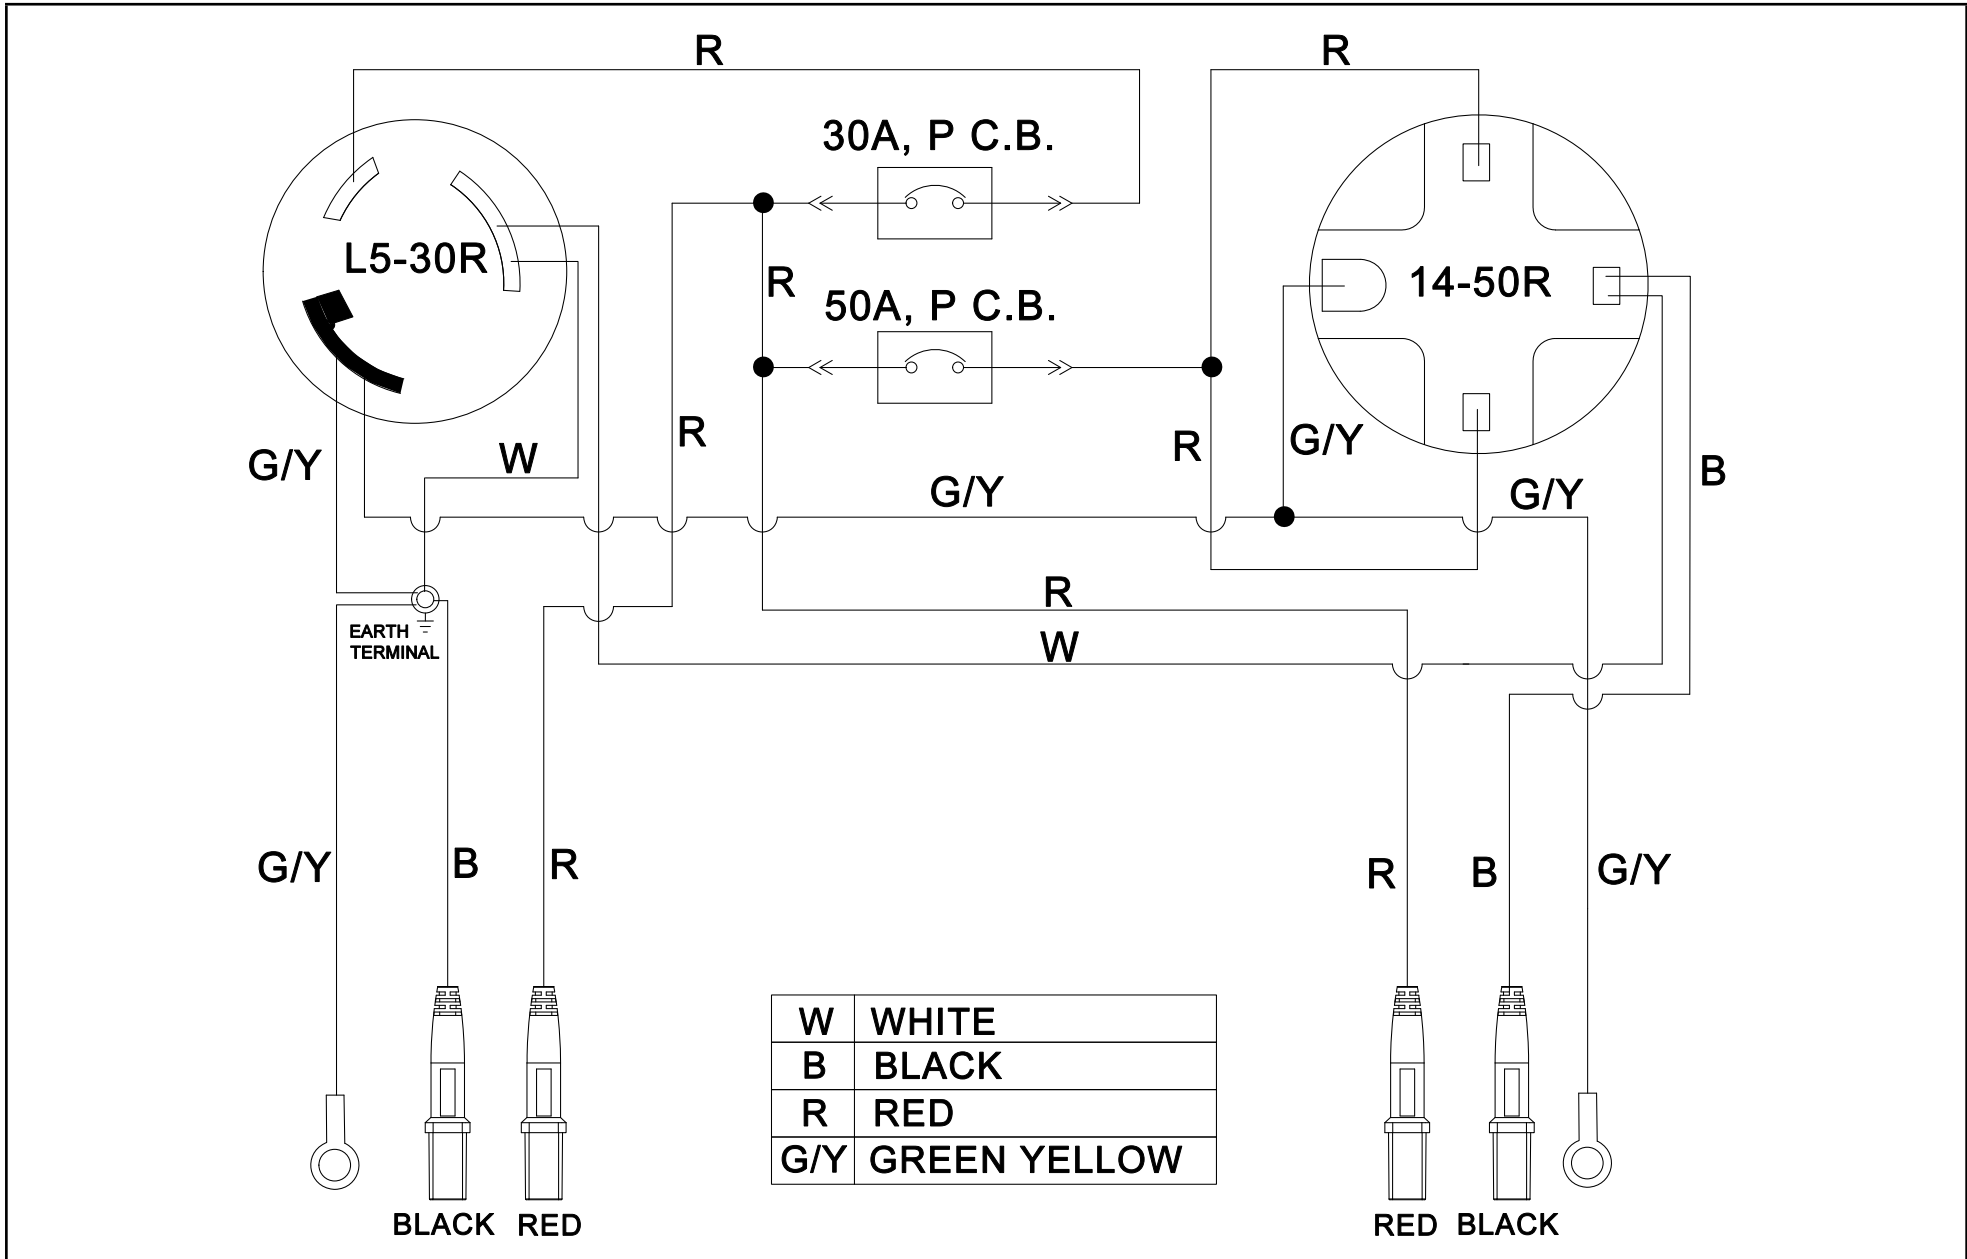 R
R
30A, P C.B.
L5-30R
R
50A, P C.B.
14-50R
R
R
G/Y
G/Y
W
B
G/Y
G/Y
R
EARTH
TERMINAL
W
G/Y
B
R
R
B
G/Y
W WHITE
B BLACK
R RED
G/Y GREEN YELLOW
BLACK RED
RED BLACK